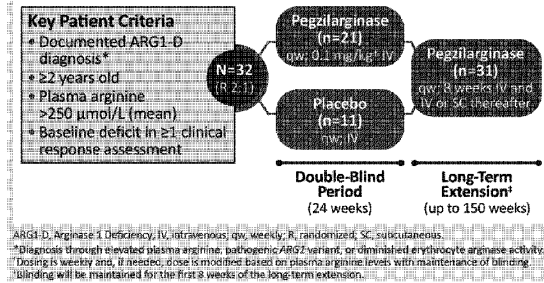 Key Patient Criteria
• Documented ARG1-D
diagnosis*
• ≥2 years old
• Plasma arginine
>250 µmol/L (mean)
• Baseline deficit in ≥1 clinical
response assessment
N=32
(R 2:1)
Pegzilarginase
(n=21)
qw; 0.1 mg/kg† IV
Placebo
(n=11)
qw; IV
Pegzilarginase
(n=31)
qw; 8 weeks IV and
IV or SC thereafter
Double-Blind
Period
(24 weeks)
Long-Term
Extension‡
(up to 150 weeks)
ARG1-D, Arginase 1 Deficiency; IV, intravenous; qw, weekly; R, randomized; SC, subcutaneous.
*Diagnosis through elevated plasma arginine, pathogenic ARG1 variant, or diminished erythrocyte arginase activity.
†Dosing is weekly and, if needed, dose is modified based on plasma arginine levels with maintenance of blinding.
‡Blinding will be maintained for the first 8 weeks of the long-term extension.